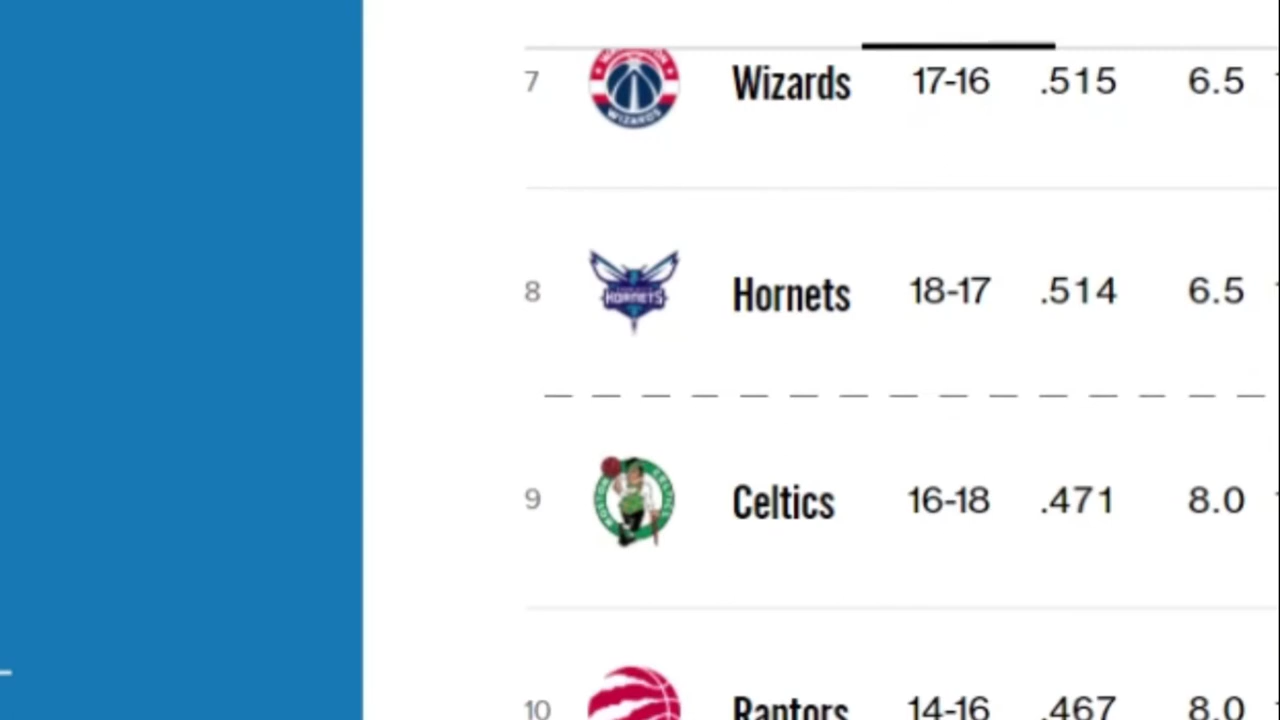 7 Wizards 17-16 .515 6.5
8 HORNETS Hornets 18-17 .514 6.5
9 Celtics 16-18 .471 8.0
10 Raptors 14-16 .467 8.0